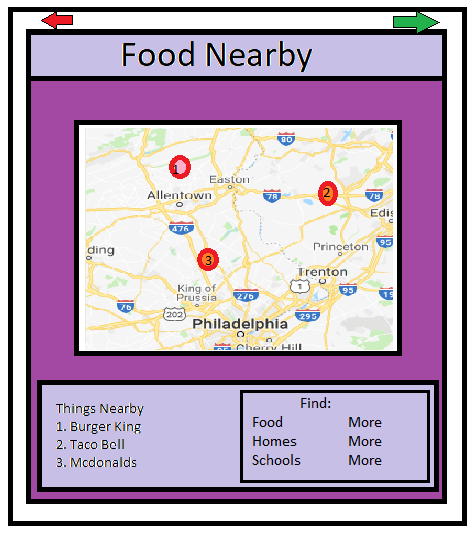 Food Nearby
80
1
Easton
Allentown
78
2
78
Edis
476
95
ding
3
Princeton
Trenton
King of
Prussia
1
276
95
19
76
202
295
Philadelphia
Cherry Hill
Things Nearby
1. Burger King
2. Taco Bell
3. Mcdonalds
Find:
Food More
Homes More
Schools More